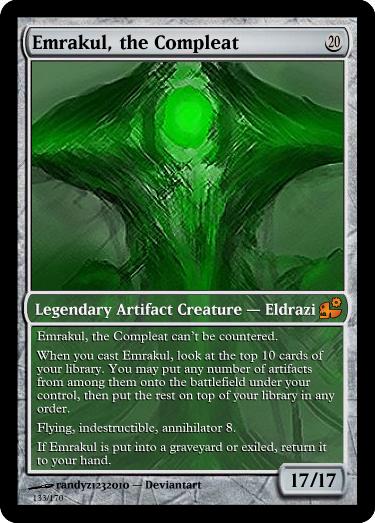 Emrakul, the Compleat 20
Legendary Artifact Creature — Eldrazi
Emrakul, the Compleat can't be countered.
When you cast Emrakul, look at the top 10 cards of
your library. You may put any number of artifacts
from among them onto the battlefield under your
control, then put the rest on top of your library in any
order.
Flying, indestructible, annihilator 8.
If Emrakul is put into a graveyard or exiled, return it
to your hand.
17/17
randyz1232010 — Deviantart
133/170